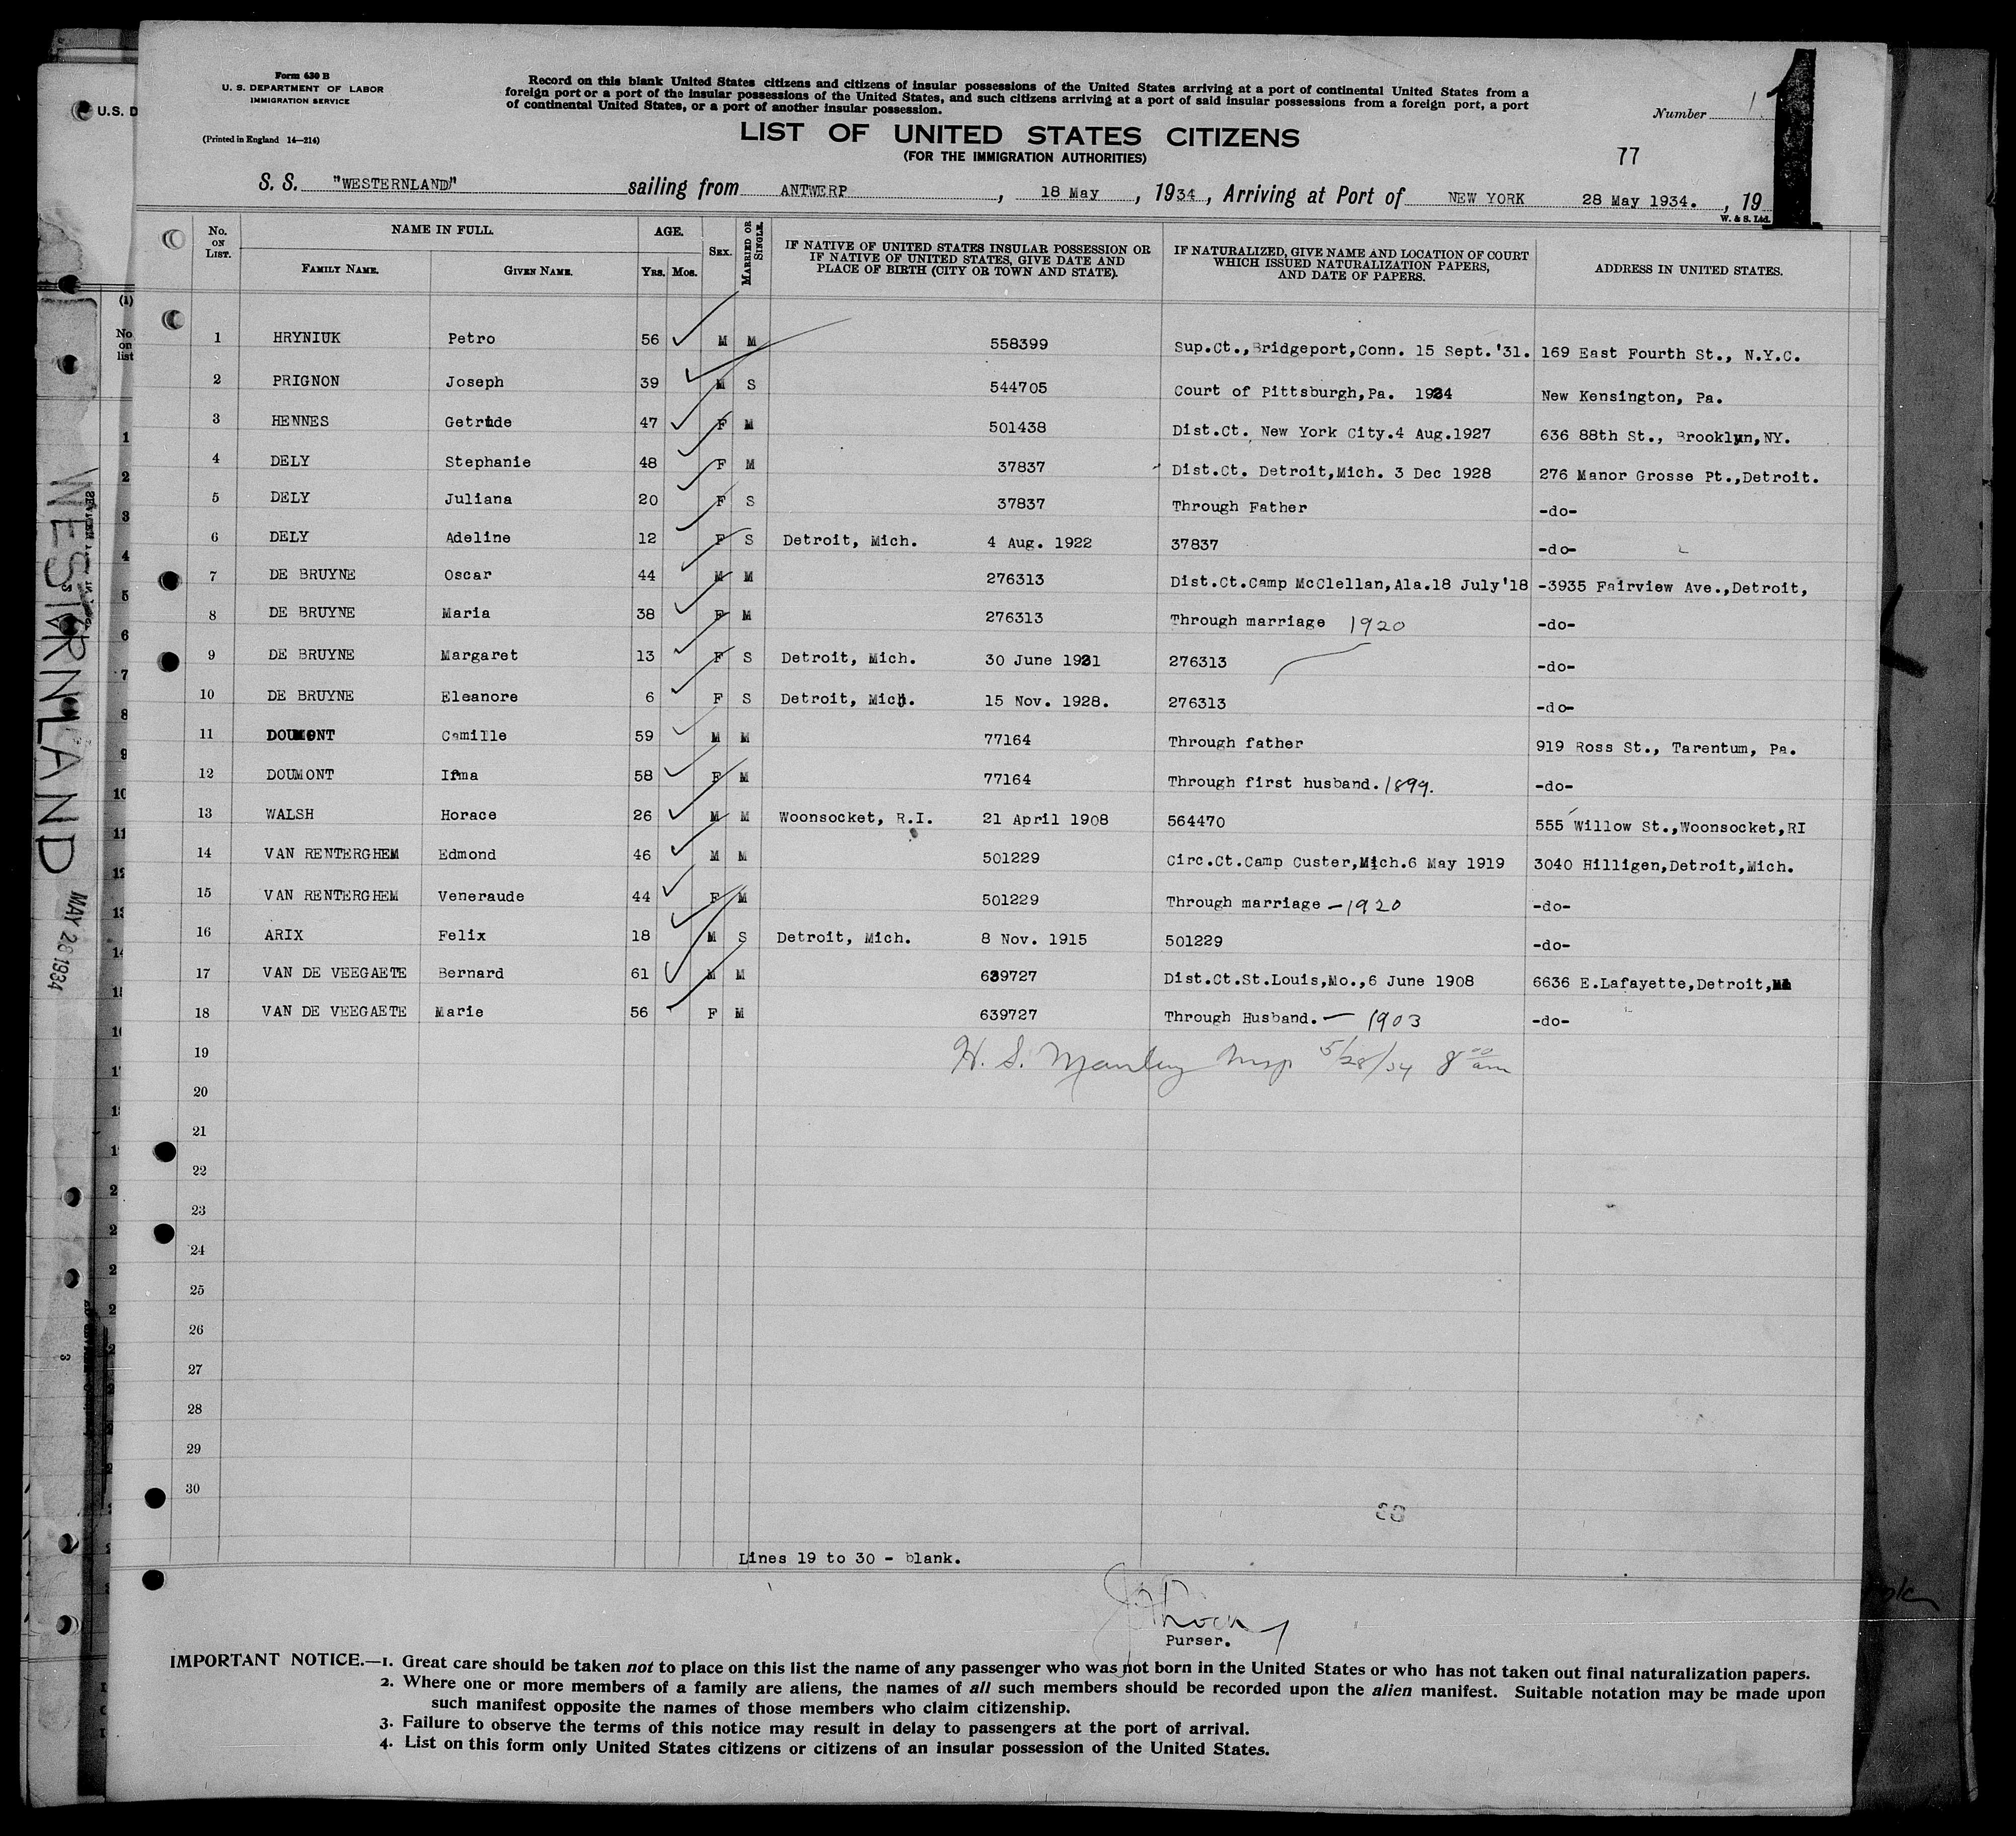 Form 630 B
U. S. DEPARTMENT OF LABOR
IMMIGRATION SERVICE
(Printed in England 14—214)
Record on this blank United States citizens and citizens of insular possessions of the United States arriving at a port of continental United States from a
foreign port or a port of the insular possessions of the United States, and such citizens arriving at a port of said insular possessions from a foreign port, a port
of continental United States, or a port of another insular possession.
Number 1
1
LIST OF UNITED STATES CITIZENS
(FOR THE IMMIGRATION AUTHORITIES)
77
S. S. "WESTERNLAND" sailing from ANTWERP, 18 May, 1934, Arriving at Port of NEW YORK 28 May 1934., 19
W. & S. Ltd.
No. ON LIST. NAME IN FULL. FAMILY NAME. GIVEN NAME. AGE. YRS. MOS. SEX. MARRIED OR SINGLE. IF NATIVE OF UNITED STATES INSULAR POSSESSION OR IF NATIVE OF UNITED STATES, GIVE DATE AND PLACE OF BIRTH (CITY OR TOWN AND STATE). IF NATURALIZED, GIVE NAME AND LOCATION OF COURT WHICH ISSUED NATURALIZATION PAPERS, AND DATE OF PAPERS. ADDRESS IN UNITED STATES.
1 HRYNIUK Petro 56 M M 558399 Sup.Ct.,Bridgeport,Conn. 15 Sept.'31. 169 East Fourth St., N.Y.C.
2 PRIGNON Joseph 39 M S 544705 Court of Pittsburgh,Pa. 1924 New Kensington, Pa.
3 HENNES Getrude 47 F M 501438 Dist.Ct. New York City.4 Aug.1927 636 88th St., Brooklyn,NY.
4 DELY Stephanie 48 F M 37837 Dist.Ct. Detroit,Mich. 3 Dec 1928 276 Manor Grosse Pt.,Detroit.
5 DELY Juliana 20 F S 37837 Through Father -do-
6 DELY Adeline 12 F S Detroit, Mich. 4 Aug. 1922 37837 -do-
7 DE BRUYNE Oscar 44 M M 276313 Dist.Ct.Camp McClellan,Ala.18 July'18 -3935 Fairview Ave.,Detroit,
8 DE BRUYNE Maria 38 F M 276313 Through marriage 1920 -do-
9 DE BRUYNE Margaret 13 F S Detroit, Mich. 30 June 1921 276313 -do-
10 DE BRUYNE Eleanore 6 F S Detroit, Mich. 15 Nov. 1928. 276313 -do-
11 DOUMONT Camille 59 M M 77164 Through father 919 Ross St., Tarentum, Pa.
12 DOUMONT Irma 58 F M 77164 Through first husband. 1899. -do-
13 WALSH Horace 26 M M Woonsocket, R.I. 21 April 1908 564470 555 Willow St.,Woonsocket,RI
14 VAN RENTERGHEM Edmond 46 M M 501229 Circ.Ct.Camp Custer,Mich.6 May 1919 3040 Hilligen,Detroit,Mich.
15 VAN RENTERGHEM Veneraude 44 F M 501229 Through marriage - 1920 -do-
16 ARIX Felix 18 M S Detroit, Mich. 8 Nov. 1915 501229 -do-
17 VAN DE VEEGAETE Bernard 61 M M 639727 Dist.Ct.St.Louis,Mo.,6 June 1908 6636 E.Lafayette,Detroit,
18 VAN DE VEEGAETE Marie 56 F M 639727 Through Husband. — 1903 -do-
19
H. S. Manley Insp 5/28/34 8 00 am
20
21
22
23
24
25
26
27
28
29
30
Lines 19 to 30 - blank.
Purser.
IMPORTANT NOTICE.—1. Great care should be taken not to place on this list the name of any passenger who was not born in the United States or who has not taken out final naturalization papers.
2. Where one or more members of a family are aliens, the names of all such members should be recorded upon the alien manifest. Suitable notation may be made upon
such manifest opposite the names of those members who claim citizenship.
3. Failure to observe the terms of this notice may result in delay to passengers at the port of arrival.
4. List on this form only United States citizens or citizens of an insular possession of the United States.
U.S. D
(1)
No. on list
WESTERNLAND
MAY 28 1934